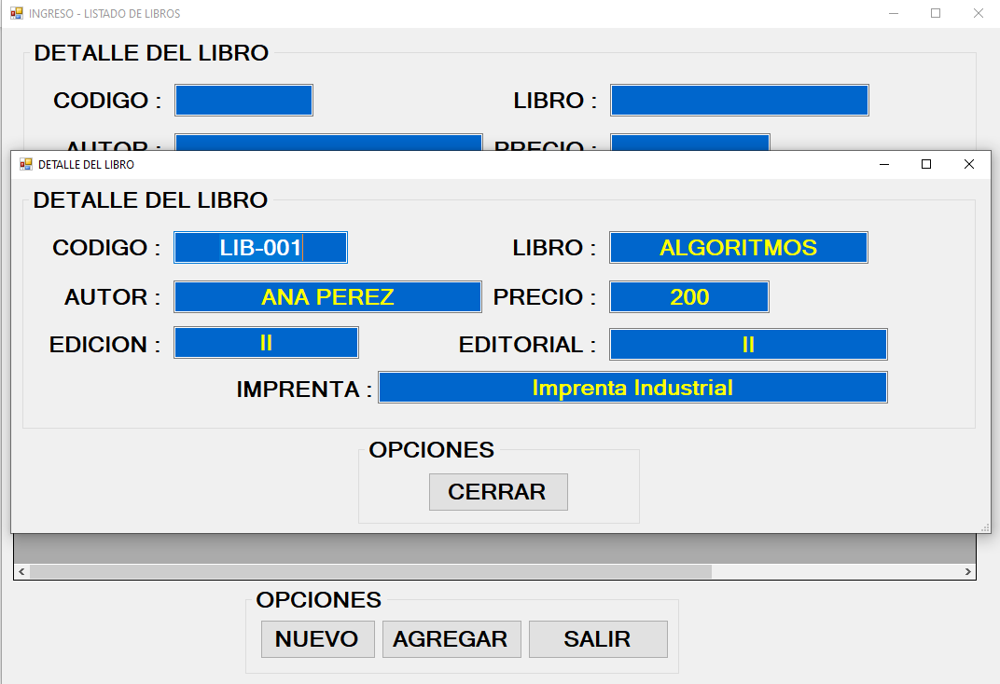 INGRESO - LISTADO DE LIBROS
DETALLE DEL LIBRO
CODIGO : LIBRO :
AUTOR : PRECIO :
DETALLE DEL LIBRO
DETALLE DEL LIBRO
CODIGO : LIB-001 LIBRO : ALGORITMOS
AUTOR : ANA PEREZ PRECIO : 200
EDICION : II EDITORIAL : II
IMPRENTA : Imprenta Industrial
OPCIONES
CERRAR
OPCIONES
NUEVO AGREGAR SALIR